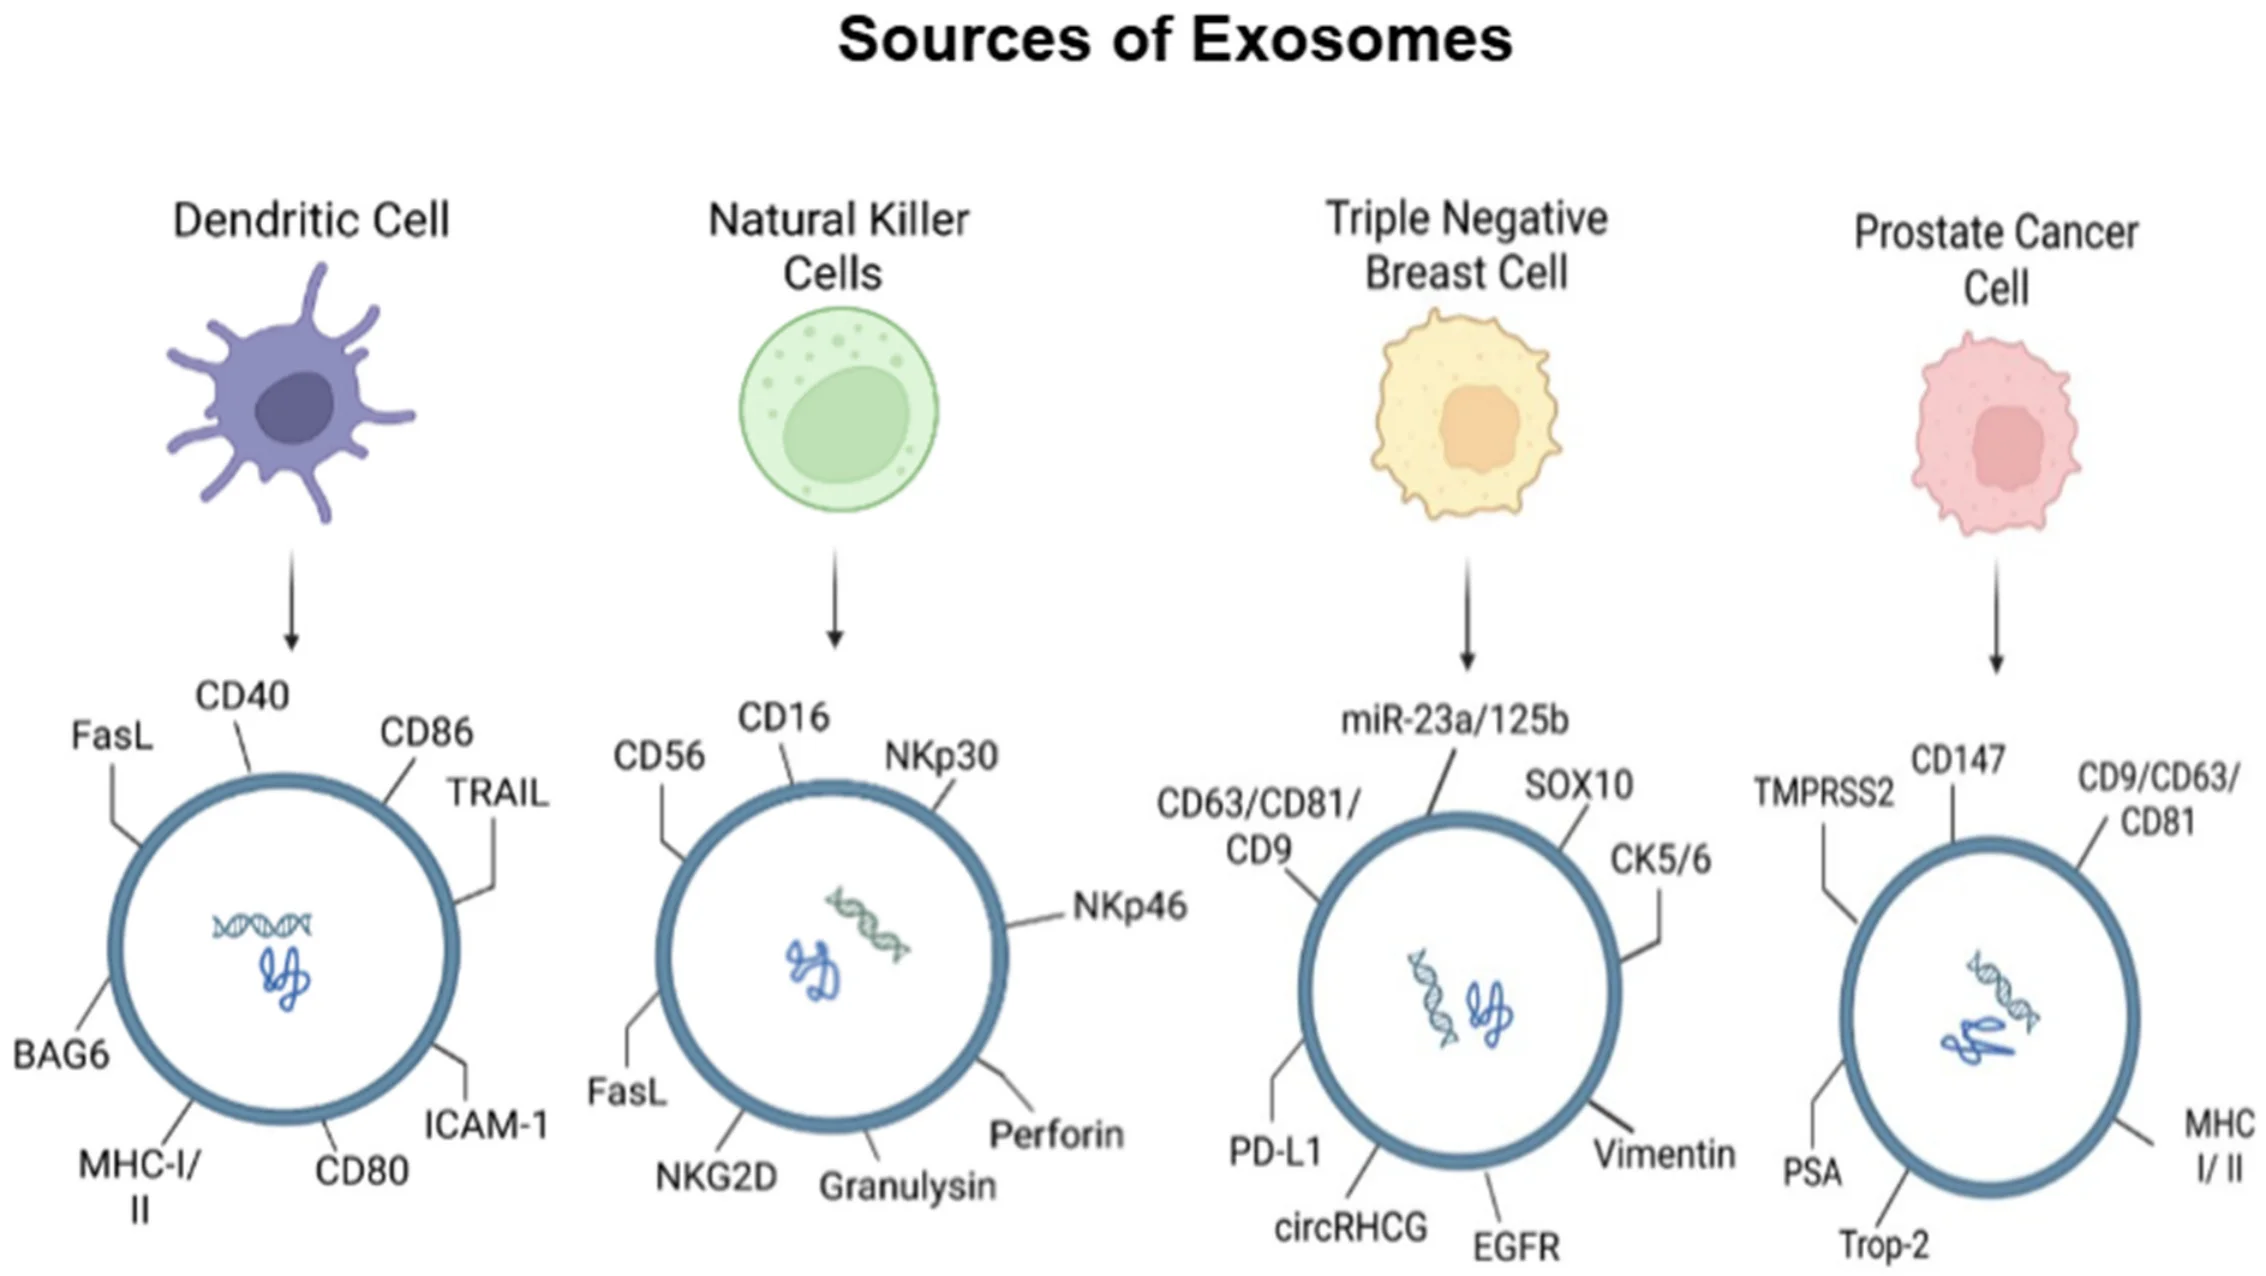 Sources of Exosomes
Dendritic Cell
Natural Killer
Cells
Triple Negative
Breast Cell
Prostate Cancer
Cell
FasL
CD40
CD86
TRAIL
BAG6
MHC-I/
II
CD80
ICAM-1
CD56
CD16
NKp30
NKp46
FasL
NKG2D
Granulysin
Perforin
miR-23a/125b
CD63/CD81/
CD9
SOX10
CK5/6
PD-L1
circRHCG
EGFR
Vimentin
TMPRSS2
CD147
CD9/CD63/
CD81
PSA
Trop-2
MHC
I/ II